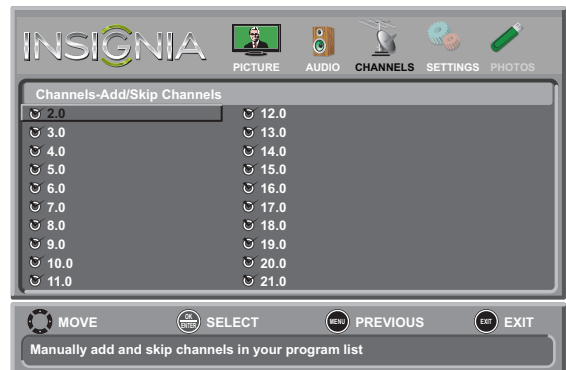 INSIGNIA
PICTURE AUDIO CHANNELS SETTINGS PHOTOS
Channels-Add/Skip Channels
2.0 12.0
3.0 13.0
4.0 14.0
5.0 15.0
6.0 16.0
7.0 17.0
8.0 18.0
9.0 19.0
10.0 20.0
11.0 21.0
MOVE OK ENTER SELECT MENU PREVIOUS EXIT EXIT
Manually add and skip channels in your program list